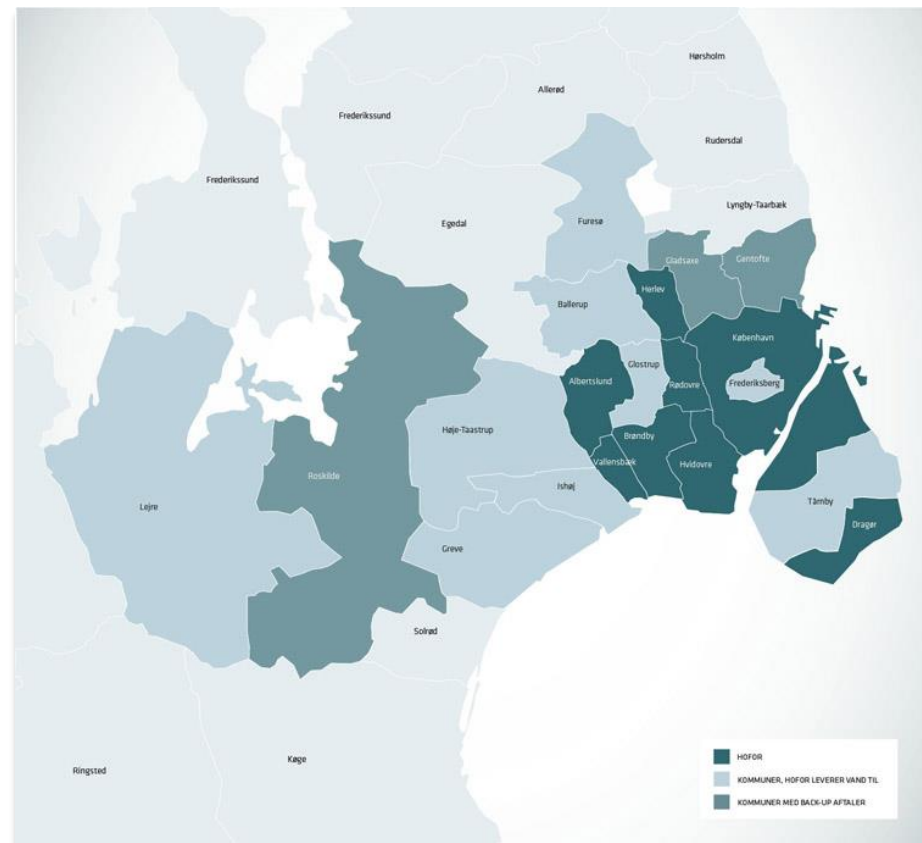 Hørsholm
Allerød
Frederikssund
Rudersdal
Frederikssund
Lyngby-Taarbæk
Egedal
Furesø
Gladsaxe
Gentofte
Herlev
Ballerup
København
Glostrup
Albertslund
Rødovre
Frederiksberg
Høje-Taastrup
Brøndby
Vallensbæk
Hvidovre
Roskilde
Ishøj
Lejre
Tårnby
Dragør
Greve
Solrød
Køge
Ringsted
HOFOR
KOMMUNER, HOFOR LEVERER VAND TIL
KOMMUNER MED BACK-UP AFTALER